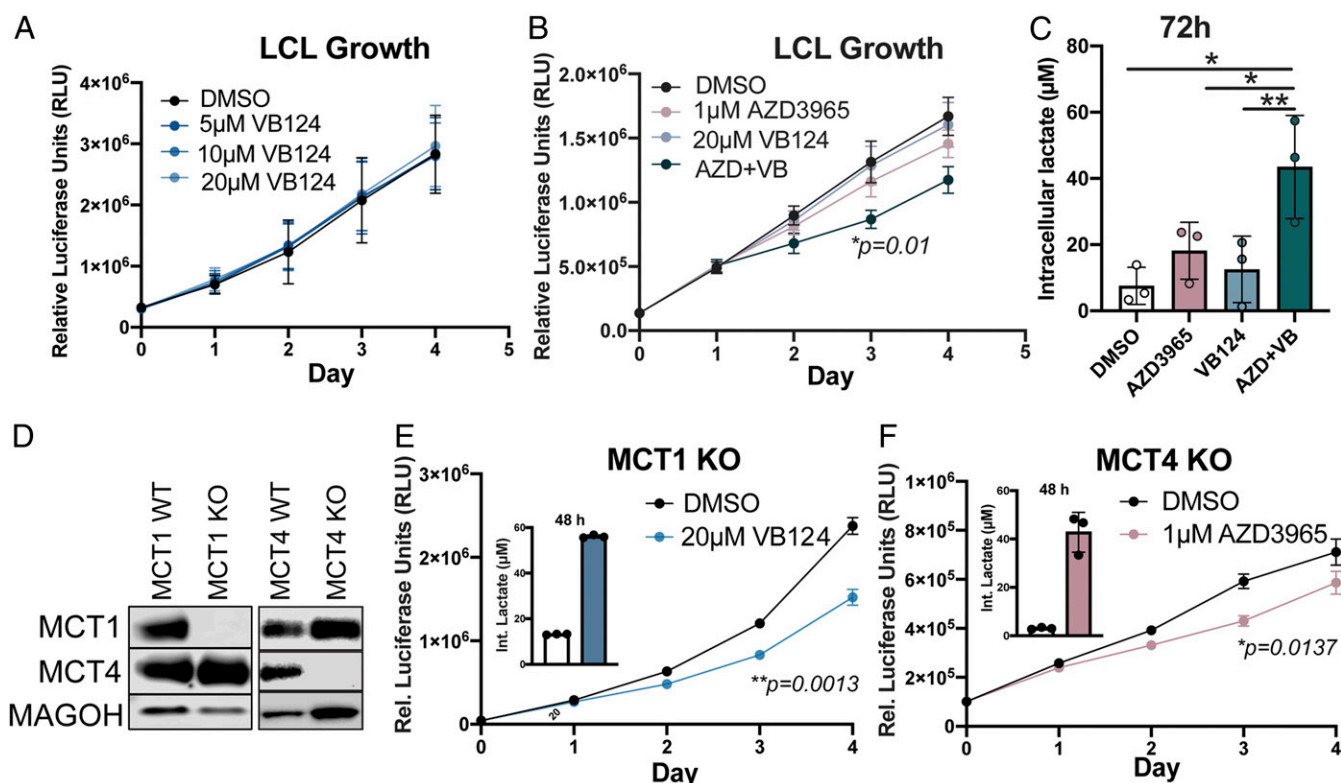 A
LCL Growth
Relative Luciferase Units (RLU)
4×10⁶
3×10⁶
2×10⁶
1×10⁶
0
DMSO
5µM VB124
10µM VB124
20µM VB124
0 1 2 3 4 5
Day
B
LCL Growth
Relative Luciferase Units (RLU)
2.0×10⁶
1.5×10⁶
1.0×10⁶
5.0×10⁵
0.0
DMSO
1µM AZD3965
20µM VB124
AZD+VB
*p=0.01
0 1 2 3 4 5
Day
C
72h
Intracellular lactate (µM)
80
60
40
20
0
*
*
**
DMSO
AZD3965
VB124
AZD+VB
D
MCT1 WT
MCT1 KO
MCT4 WT
MCT4 KO
MCT1
MCT4
MAGOH
E
MCT1 KO
Rel. Luciferase Units (RLU)
3×10⁶
2×10⁶
1×10⁶
0
DMSO
20µM VB124
48 h
Int. Lactate (µM)
60
40
20
0
**p=0.0013
20
0 1 2 3 4
Day
F
MCT4 KO
Rel. Luciferase Units (RLU)
1×10⁶
8×10⁵
6×10⁵
4×10⁵
2×10⁵
0
DMSO
1µM AZD3965
48 h
Int. Lactate (µM)
60
40
20
0
*p=0.0137
0 1 2 3 4
Day